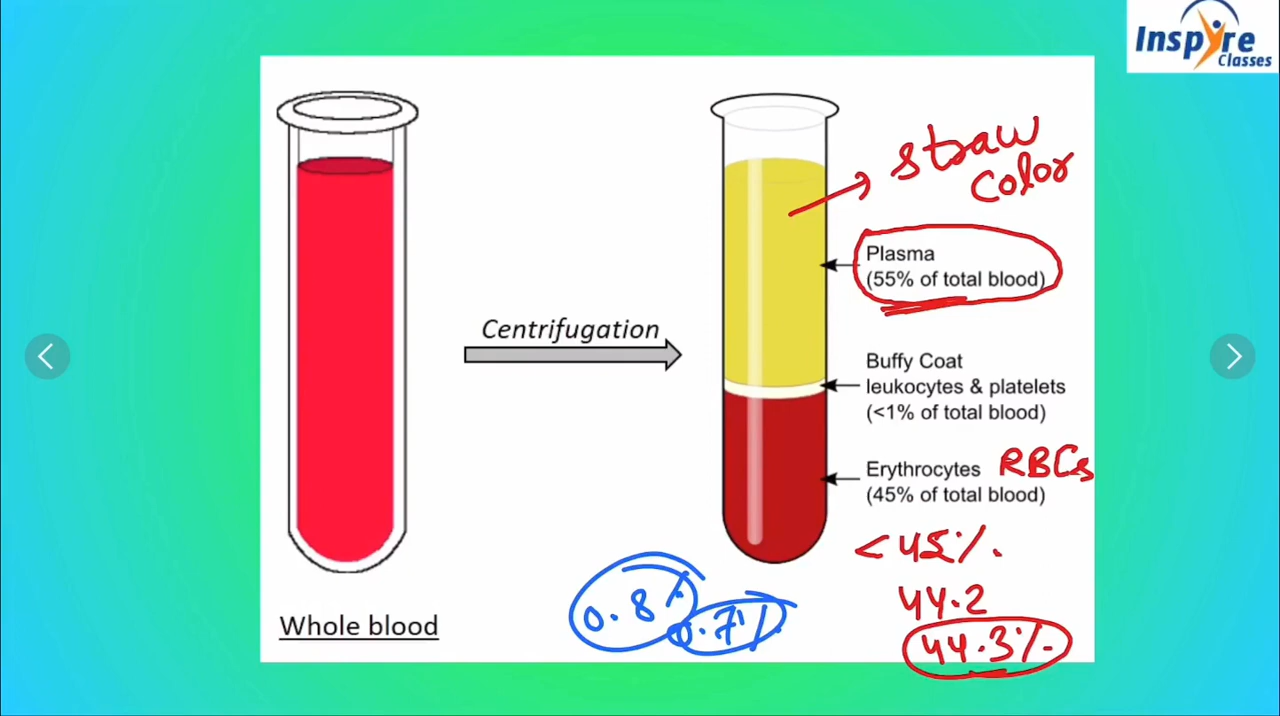 Inspyre
Classes
straw
color
Plasma
(55% of total blood)
Centrifugation
Buffy Coat
leukocytes & platelets
(<1% of total blood)
Erythrocytes RBCs
(45% of total blood)
<45%.
44.2
44.3%.
0.8%
0.7%
Whole blood